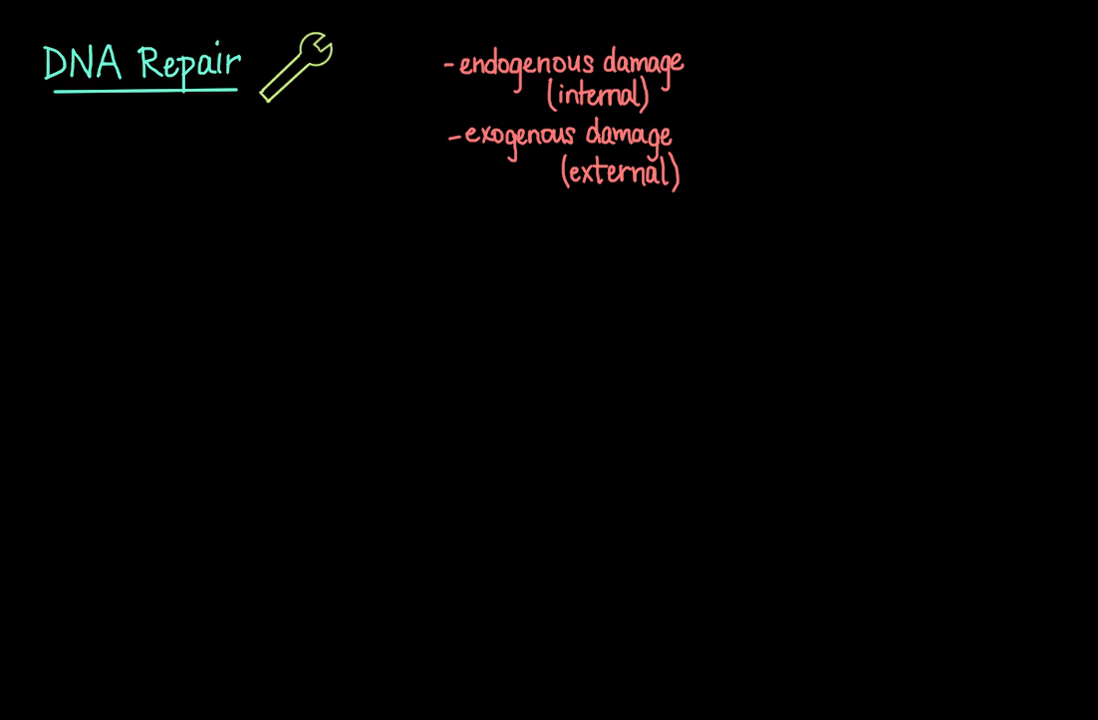 DNA Repair
-endogenous damage
(internal)
-exogenous damage
(external)